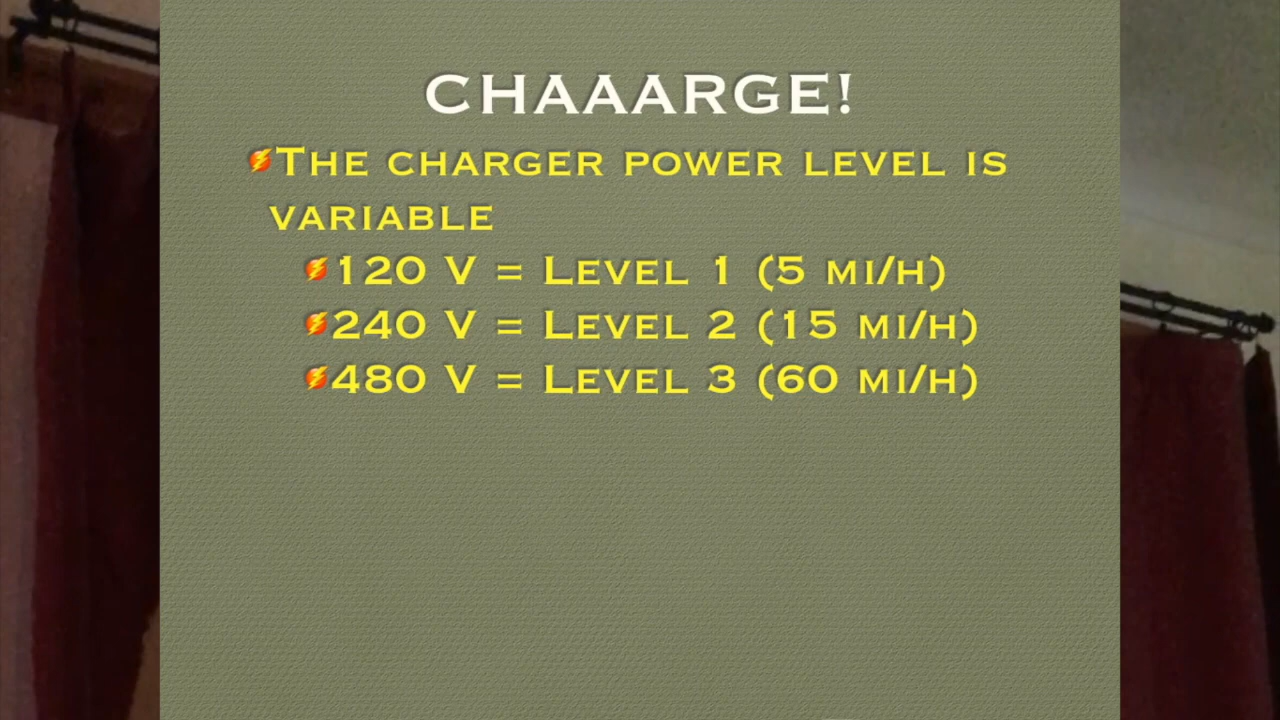 CHAAARGE!
The charger power level is
variable
120 V = Level 1 (5 mi/h)
240 V = Level 2 (15 mi/h)
480 V = Level 3 (60 mi/h)